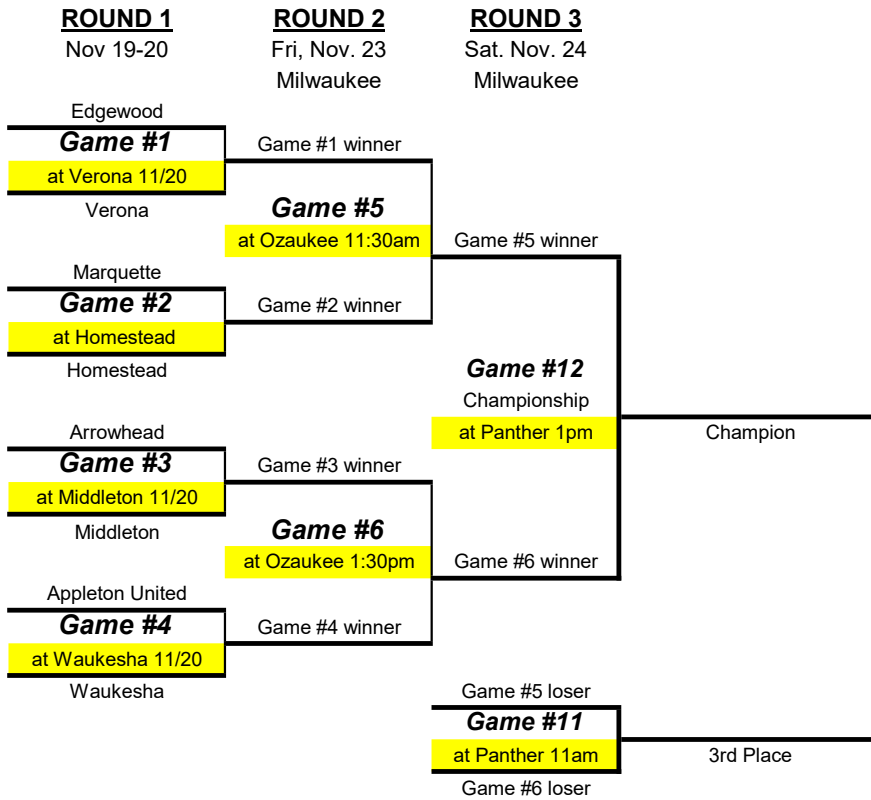 ROUND 1
Nov 19-20
ROUND 2
Fri, Nov. 23
Milwaukee
ROUND 3
Sat. Nov. 24
Milwaukee
Edgewood
Game #1
at Verona 11/20
Verona
Marquette
Game #2
at Homestead
Homestead
Arrowhead
Game #3
at Middleton 11/20
Middleton
Appleton United
Game #4
at Waukesha 11/20
Waukesha
Game #1 winner
Game #5
at Ozaukee 11:30am
Game #2 winner
Game #3 winner
Game #6
at Ozaukee 1:30pm
Game #4 winner
Game #5 winner
Game #12
Championship
at Panther 1pm
Game #6 winner
Champion
Game #5 loser
Game #11
at Panther 11am
Game #6 loser
3rd Place